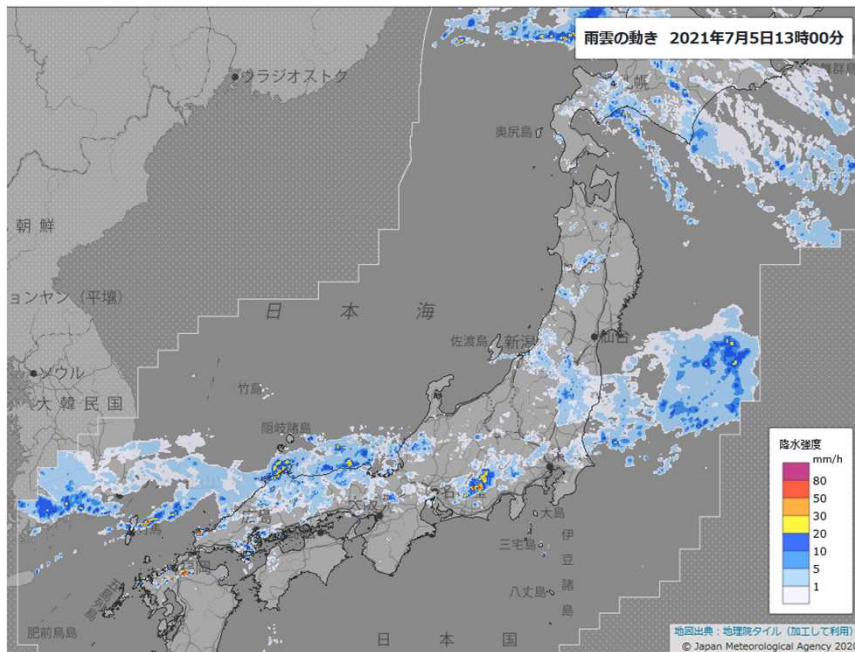 雨雲の動き 2021年7月5日13時00分
ウラジオストク
札幌
奥尻島
朝鮮
ョンヤン（平壌）
日本海
佐渡島
新潟
仙台
ソウル
竹島
大韓民国
隠岐諸島
降水強度
mm/h
80
50
30
20
10
5
1
大島
伊豆諸島
三宅島
八丈島
肥前鳥島
日本国
地図出典：地理院タイル（加工して利用）
© Japan Meteorological Agency 2020